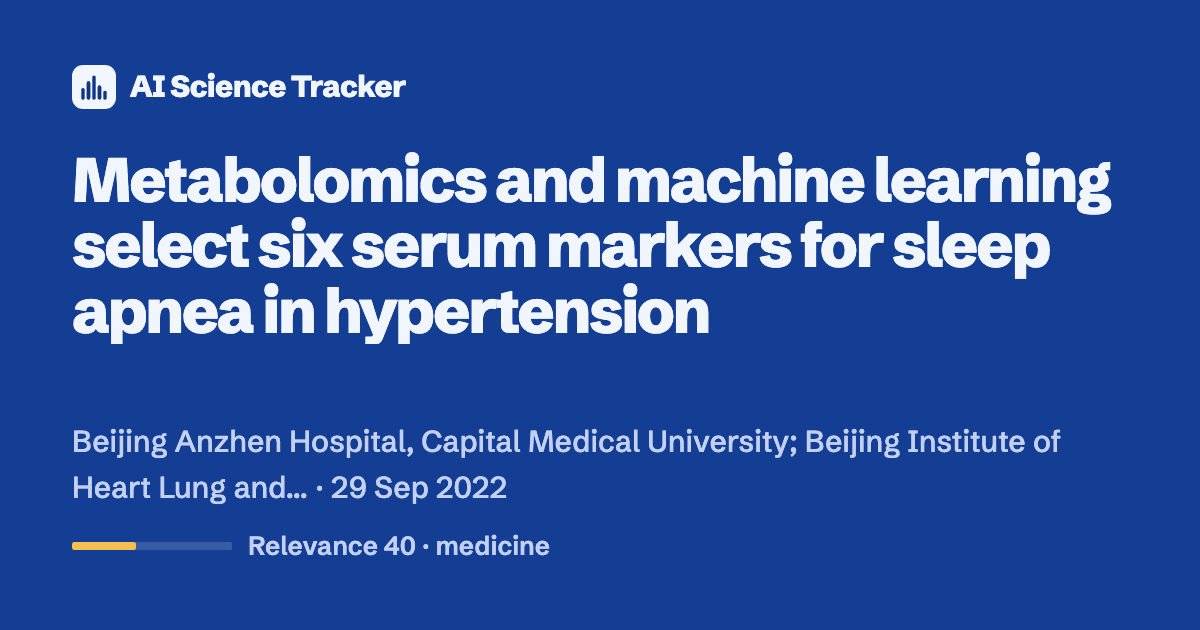 AI Science Tracker
Metabolomics and machine learning
select six serum markers for sleep
apnea in hypertension
Beijing Anzhen Hospital, Capital Medical University; Beijing Institute of
Heart Lung and... · 29 Sep 2022
Relevance 40 · medicine